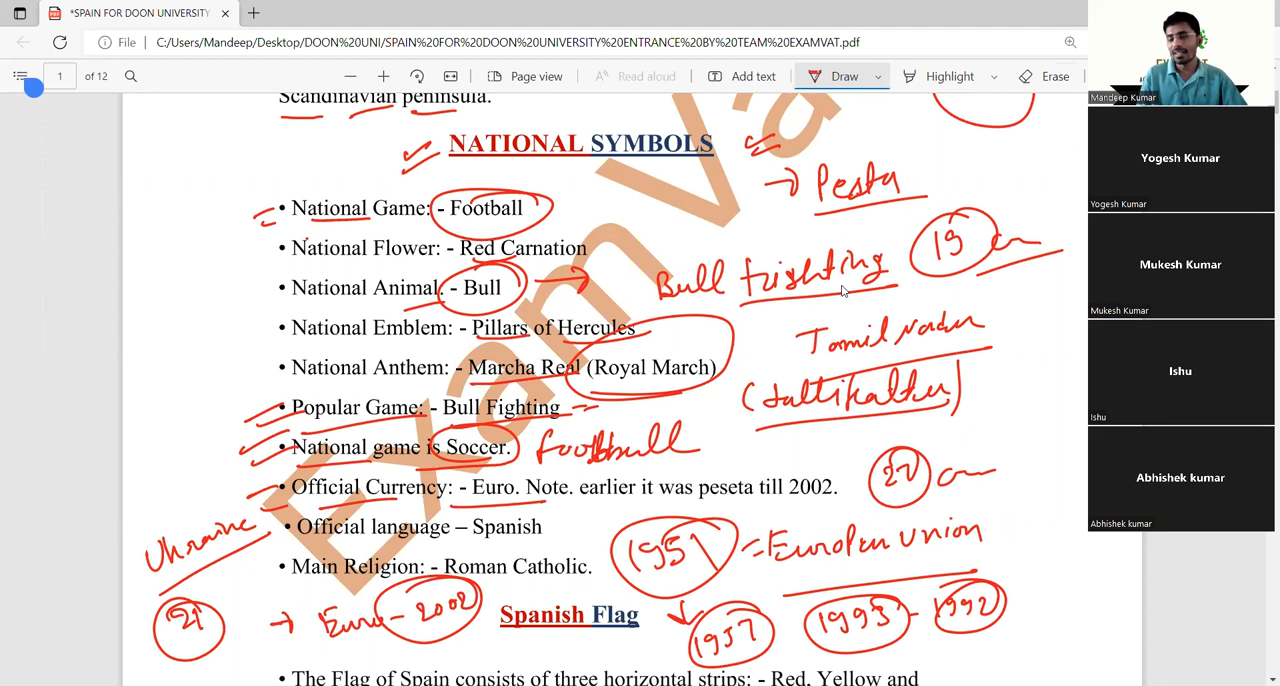 *SPAIN FOR DOON UNIVERSITY
File C:/Users/Mandeep/Desktop/DOON%20UNI/SPAIN%20FOR%20DOON%20UNIVERSITY%20ENTRANCE%20BY%20TEAM%20EXAMVAT.pdf
1 of 12 Page view Read aloud Add text Draw Highlight Erase
Scandinavian peninsula.
NATIONAL SYMBOLS
→ Peseta
• National Game: - Football
• National Flower: - Red Carnation
19
• National Animal: - Bull → Bull frighting
• National Emblem: - Pillars of Hercules
Tamil Nadu
• National Anthem: - Marcha Real (Royal March)
• Popular Game: - Bull Fighting =
(Jallikattu)
• National game is Soccer. football
• Official Currency: - Euro. Note. earlier it was peseta till 2002.
Ukraine
• Official language – Spanish
1951 = European union
• Main Religion: - Roman Catholic.
21 → Euro - 2002
Spanish Flag
1957 1993 - 1992
• The Flag of Spain consists of three horizontal strips: - Red, Yellow and
ExamVa
Mandeep Kumar
Yogesh Kumar
Yogesh Kumar
Mukesh Kumar
Mukesh Kumar
Ishu
Ishu
Abhishek kumar
Abhishek kumar